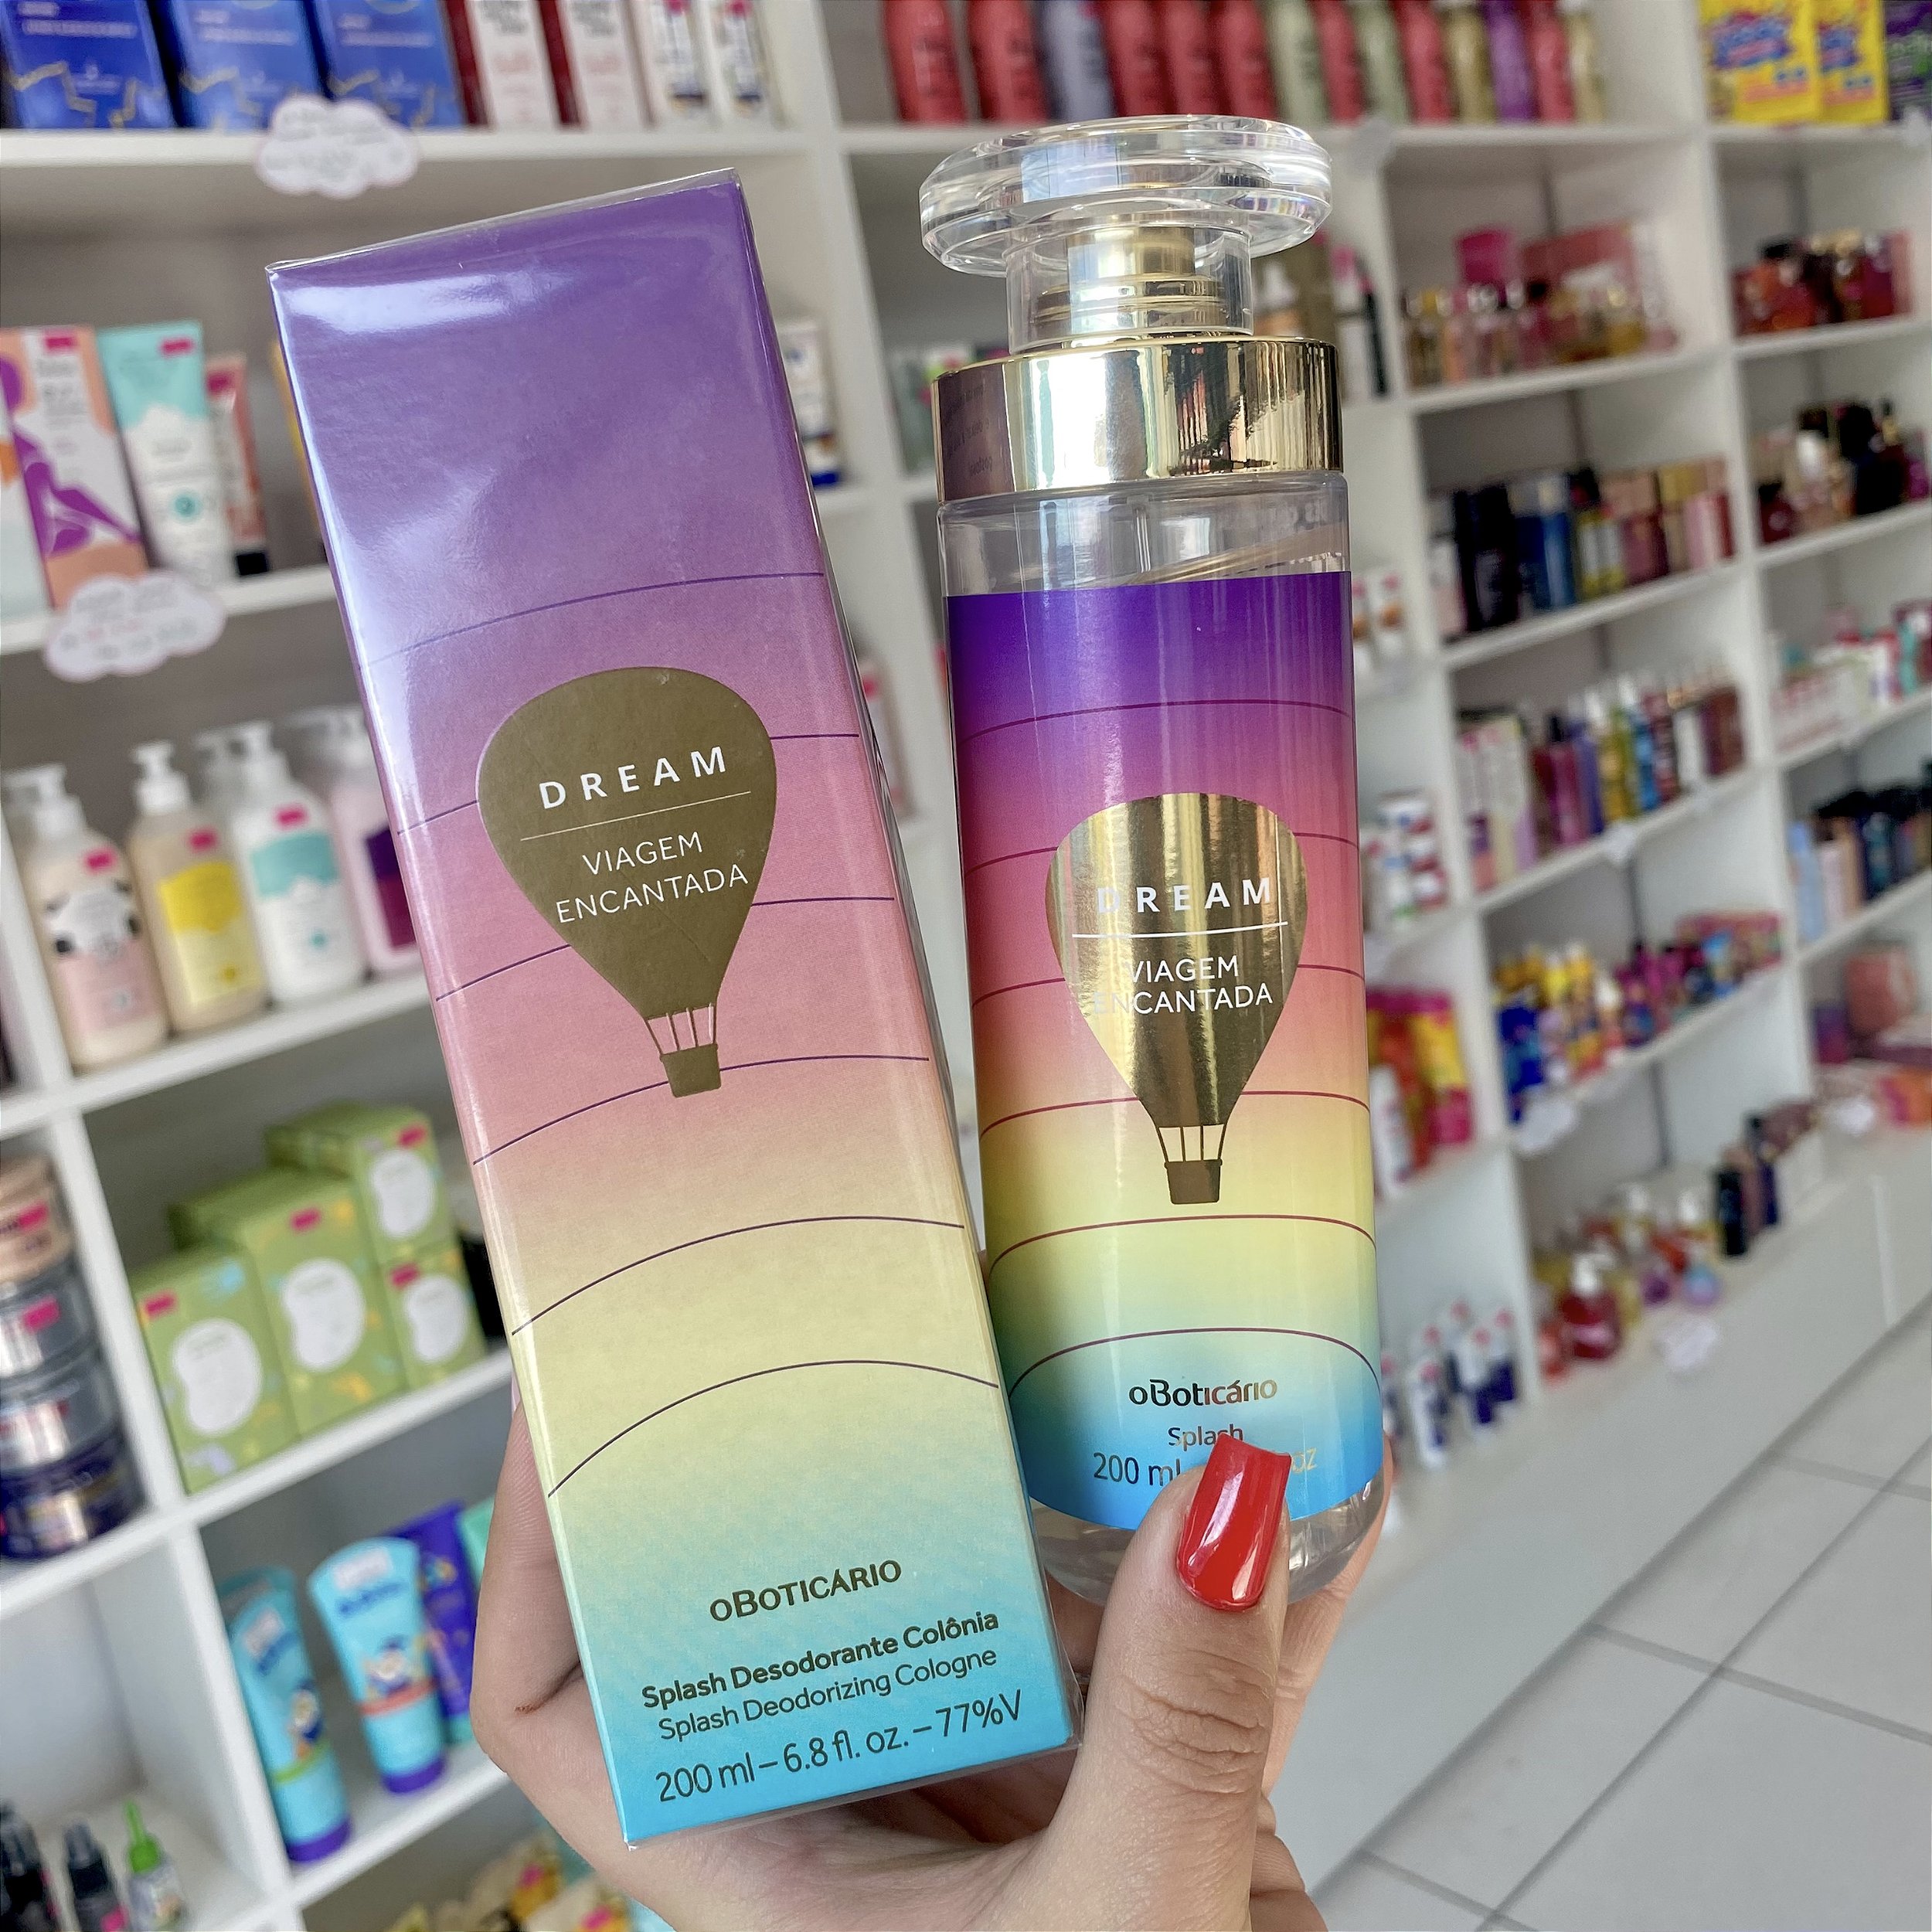 DREAM
VIAGEM
ENCANTADA
oBOTICÁRIO
Splash Desodorante Colônia
Splash Deodorizing Cologne
200 ml – 6.8 fl. oz. – 77%V
DREAM
VIAGEM
ENCANTADA
oBoticário
Splash
200 ml
oz